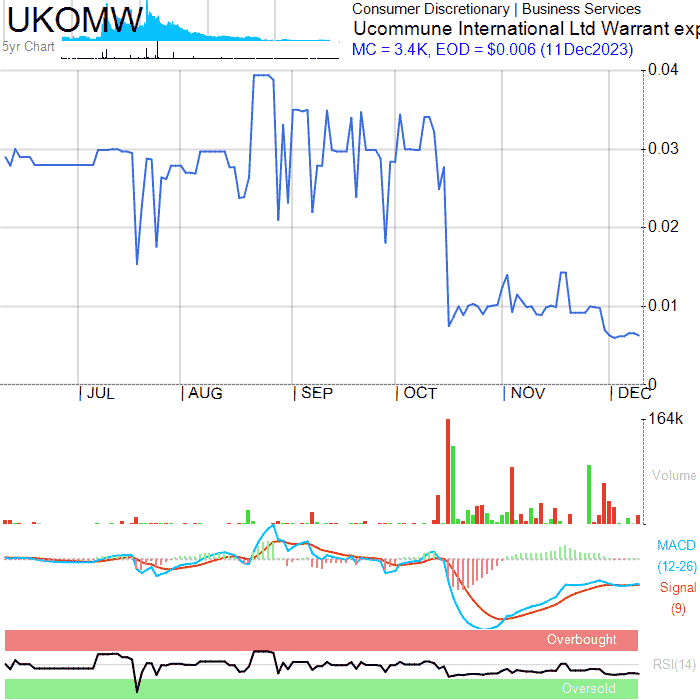 UKOMW
5yr Chart
Consumer Discretionary | Business Services
Ucommune International Ltd Warrant exp
MC = 3.4K, EOD = $0.006 (11Dec2023)
0.04
0.03
0.02
0.01
0
JUL AUG SEP OCT NOV DEC
164k
Volume
MACD
(12-26)
Signal
(9)
Overbought
RSI(14)
Oversold